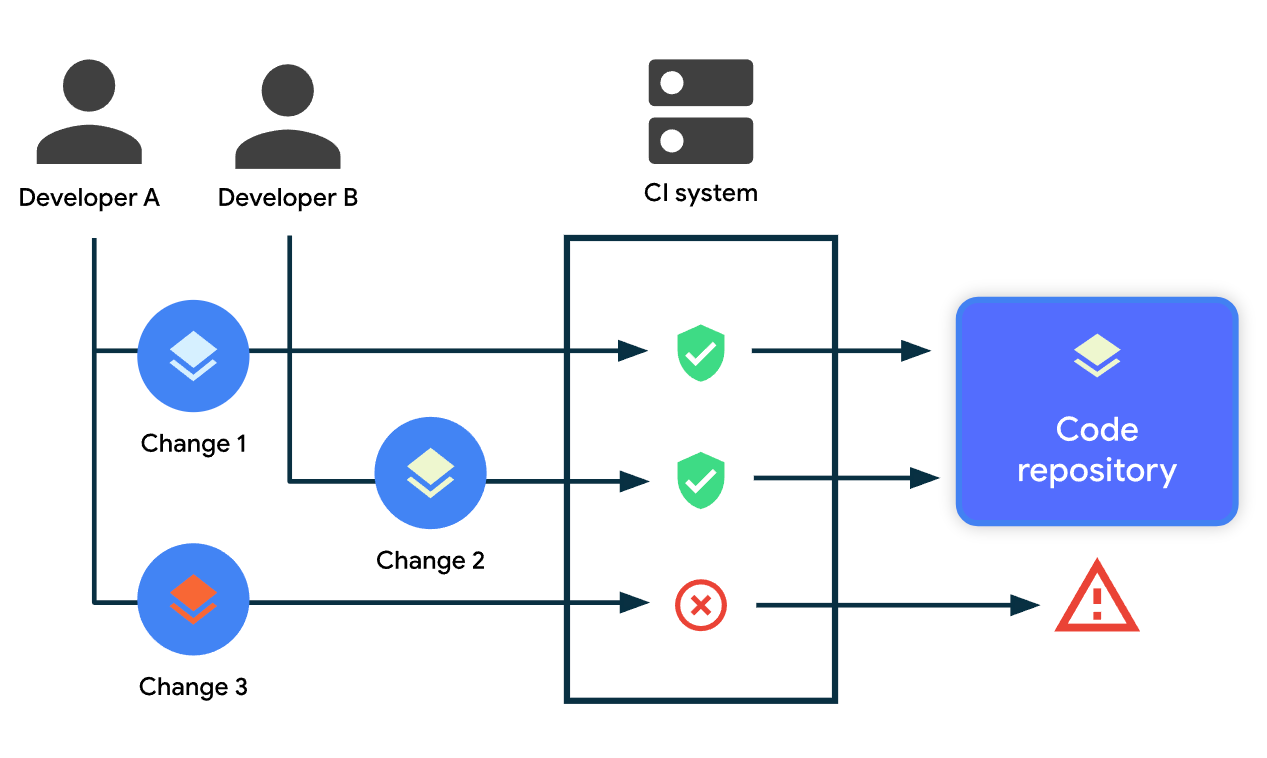 Developer A
Developer B
CI system
Change 1
Change 2
Change 3
Code
repository